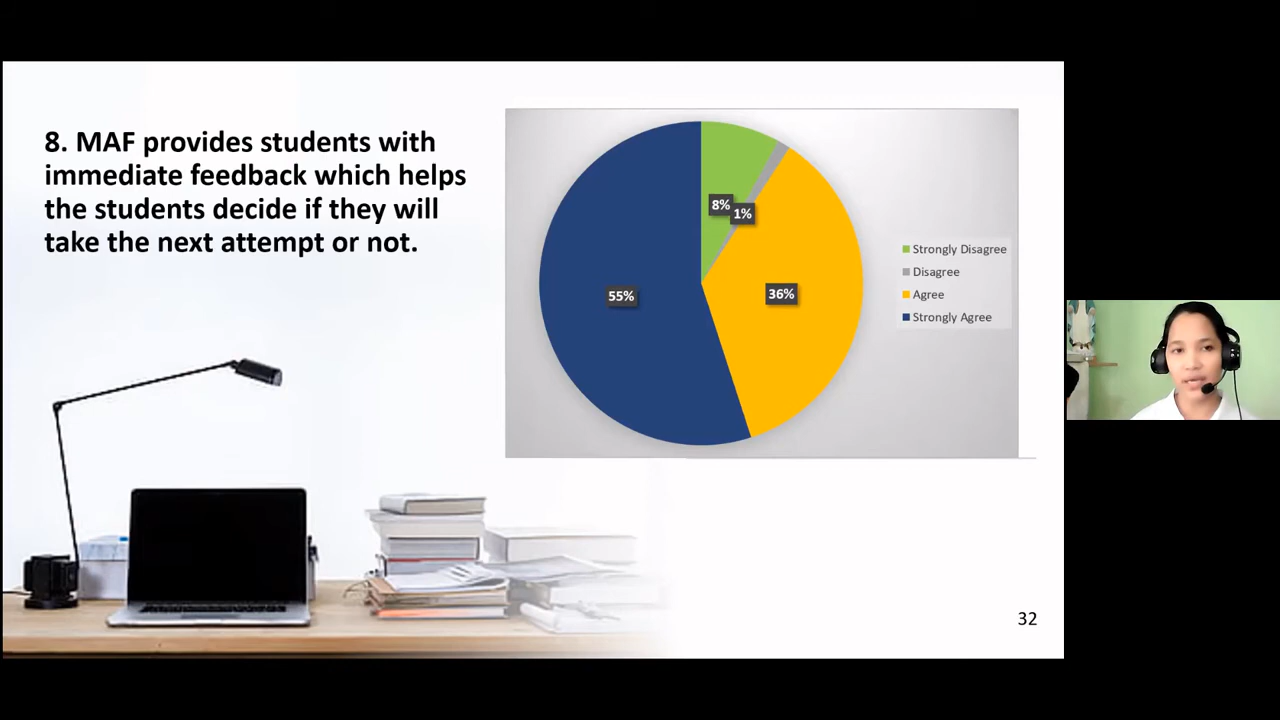 8. MAF provides students with
immediate feedback which helps
the students decide if they will
take the next attempt or not.
8%
1%
55%
36%
Strongly Disagree
Disagree
Agree
Strongly Agree
32